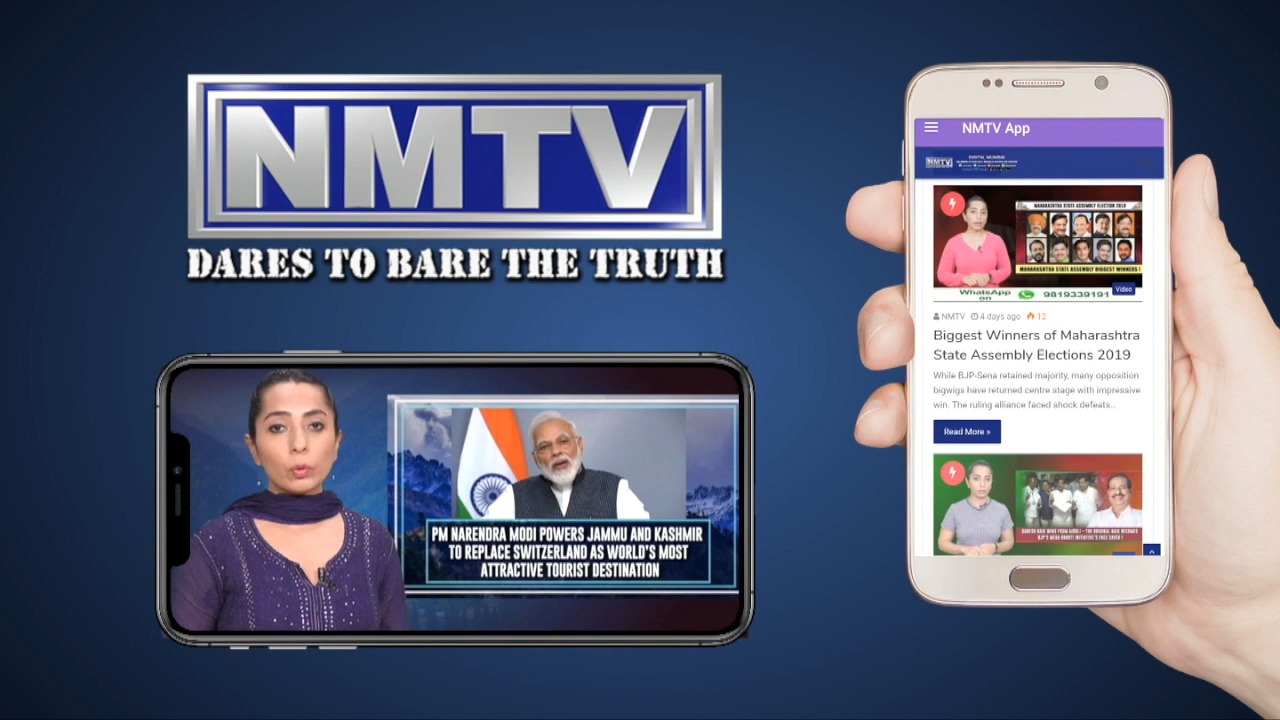 NMTV
DARES TO BARE THE TRUTH
PM NARENDRA MODI POWERS JAMMU AND KASHMIR
TO REPLACE SWITZERLAND AS WORLD'S MOST
ATTRACTIVE TOURIST DESTINATION
NMTV App
NMTV
DIGITAL MUMBAI
MAHARASHTRA STATE ASSEMBLY ELECTION 2019
MAHARASHTRA STATE ASSEMBLY BIGGEST WINNERS !
WhatsApp
on
9819339191
Video
NMTV 4 days ago 12
Biggest Winners of Maharashtra
State Assembly Elections 2019
While BJP-Sena retained majority, many opposition
bigwigs have returned centre stage with impressive
win. The ruling alliance faced shock defeats...
Read More »